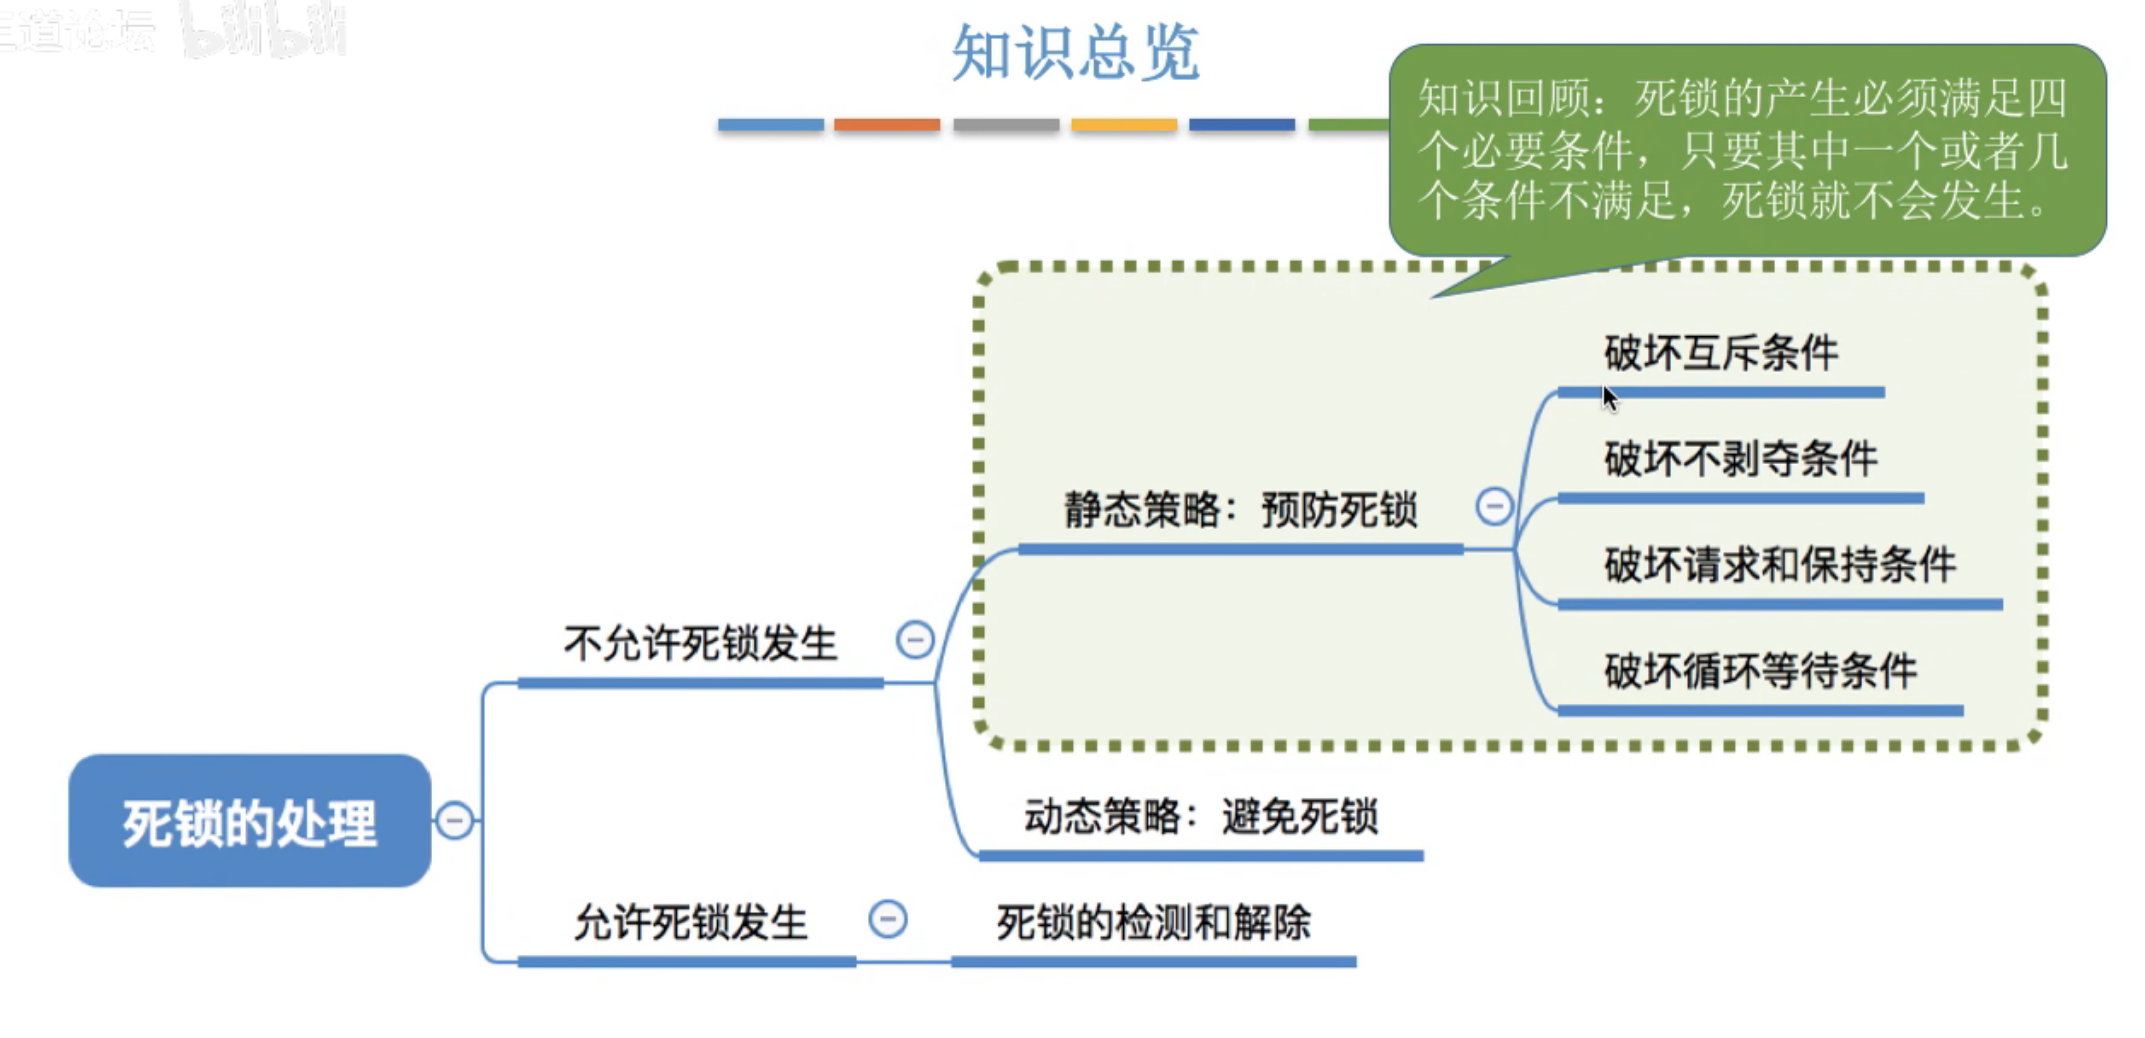 王道论坛 bilibili
知识总览
知识回顾：死锁的产生必须满足四
个必要条件，只要其中一个或者几
个条件不满足，死锁就不会发生。
破坏互斥条件
破坏不剥夺条件
静态策略：预防死锁
破坏请求和保持条件
不允许死锁发生
破坏循环等待条件
死锁的处理
动态策略：避免死锁
允许死锁发生
死锁的检测和解除